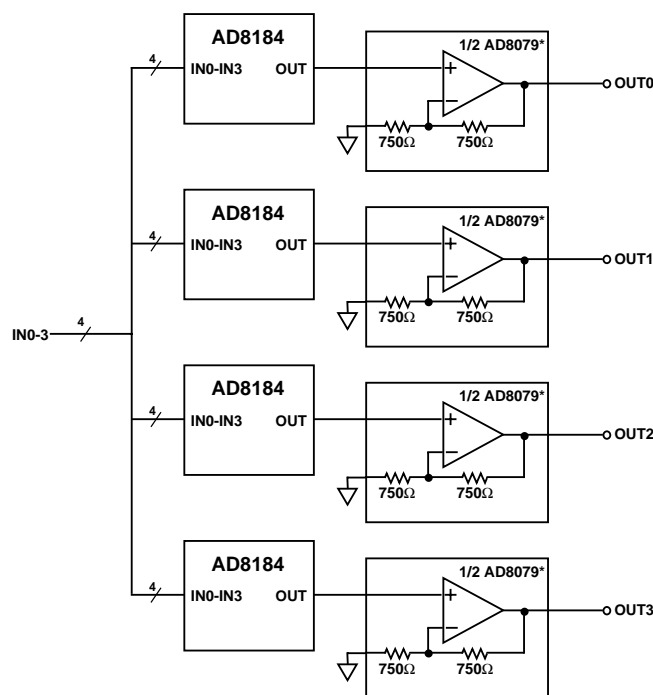 AD8184
4
IN0-IN3 OUT
1/2 AD8079*
+
−
750Ω 750Ω
OUT0
AD8184
4
IN0-IN3 OUT
1/2 AD8079*
+
−
750Ω 750Ω
OUT1
IN0-3
4
AD8184
4
IN0-IN3 OUT
1/2 AD8079*
+
−
750Ω 750Ω
OUT2
AD8184
4
IN0-IN3 OUT
1/2 AD8079*
+
−
750Ω 750Ω
OUT3